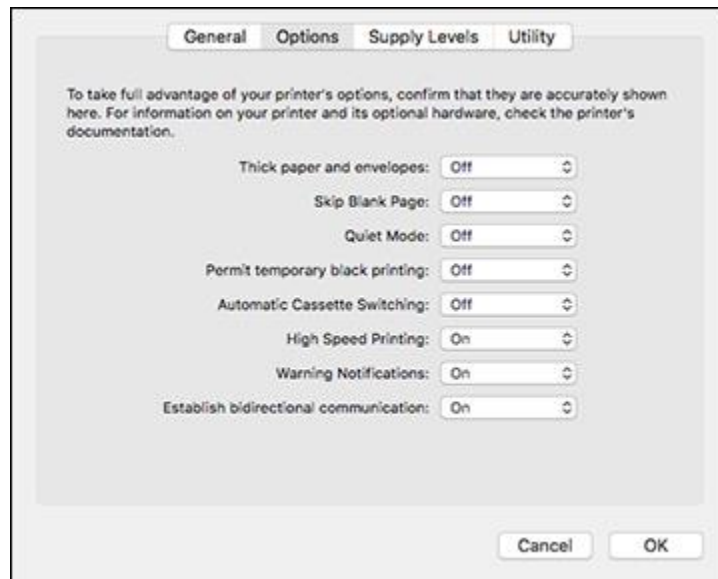 General Options Supply Levels Utility
To take full advantage of your printer's options, confirm that they are accurately shown
here. For information on your printer and its optional hardware, check the printer's
documentation.
Thick paper and envelopes: Off
Skip Blank Page: Off
Quiet Mode: Off
Permit temporary black printing: Off
Automatic Cassette Switching: Off
High Speed Printing: On
Warning Notifications: On
Establish bidirectional communication: On
Cancel OK